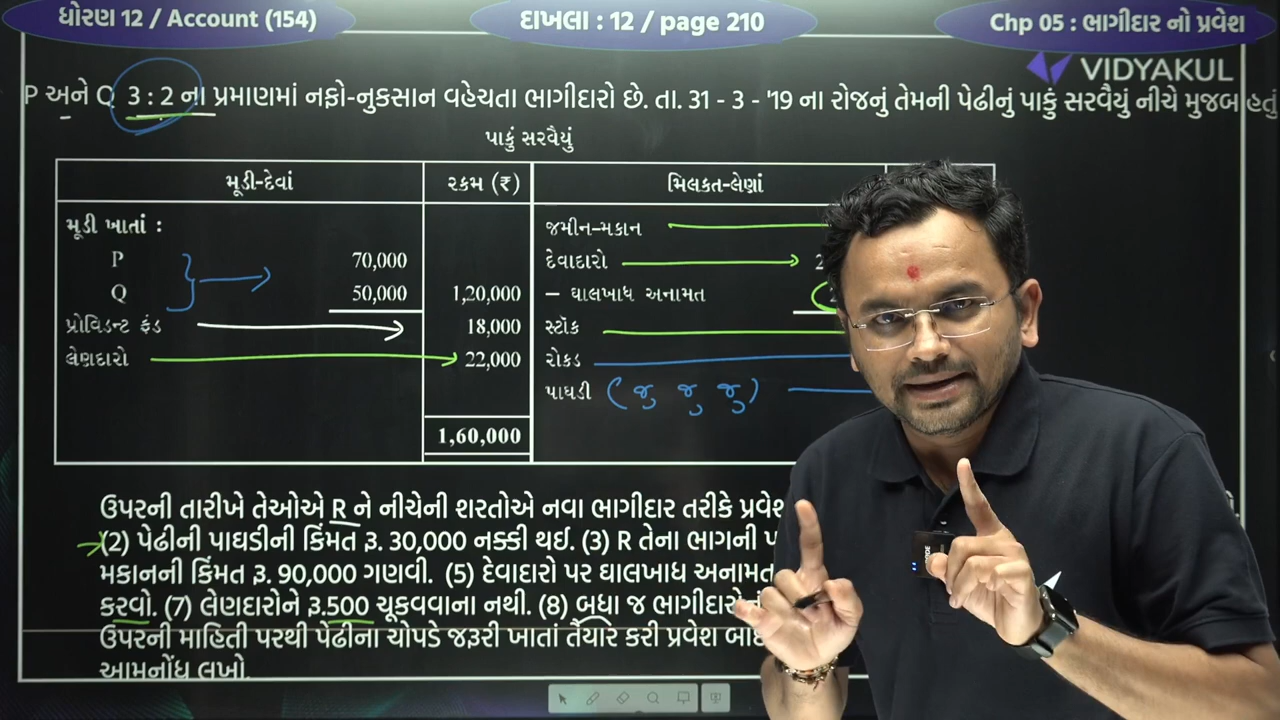 ધોરણ 12 / Account (154)
દાખલા : 12 / page 210
Chp 05 : ભાગીદાર નો પ્રવેશ
VIDYAKUL
P અને Q 3 : 2 ના પ્રમાણમાં નફો-નુકસાન વહેચતા ભાગીદારો છે. તા. 31 - 3 - '19 ના રોજનું તેમની પેઢીનું પાકું સરવૈયું નીચે મુજબ હતું
પાકું સરવૈયું
મૂડી-દેવાં રકમ (₹) મિલકત-લેણાં
મૂડી ખાતાં : જમીન-મકાન
P 70,000 દેવાદારો 2
Q 50,000 1,20,000 – ઘાલખાધ અનામત
પ્રોવિડન્ટ ફંડ 18,000 સ્ટૉક
લેણદારો 22,000 રોકડ
પાઘડી (જુ જુ જુ)
1,60,000
ઉપરની તારીખે તેઓએ R ને નીચેની શરતોએ નવા ભાગીદાર તરીકે પ્રવેશ
(2) પેઢીની પાઘડીની કિંમત રૂ. 30,000 નક્કી થઈ. (3) R તેના ભાગની
મકાનની કિંમત રૂ. 90,000 ગણવી. (5) દેવાદારો પર ઘાલખાધ અનામત
કરવો. (7) લેણદારોને રૂ.500 ચૂકવવાના નથી. (8) બધા જ ભાગીદારોનું
ઉપરની માહિતી પરથી પેઢીના ચોપડે જરૂરી ખાતાં તૈયાર કરી પ્રવેશ બાદ
આમનોંધ લખો.